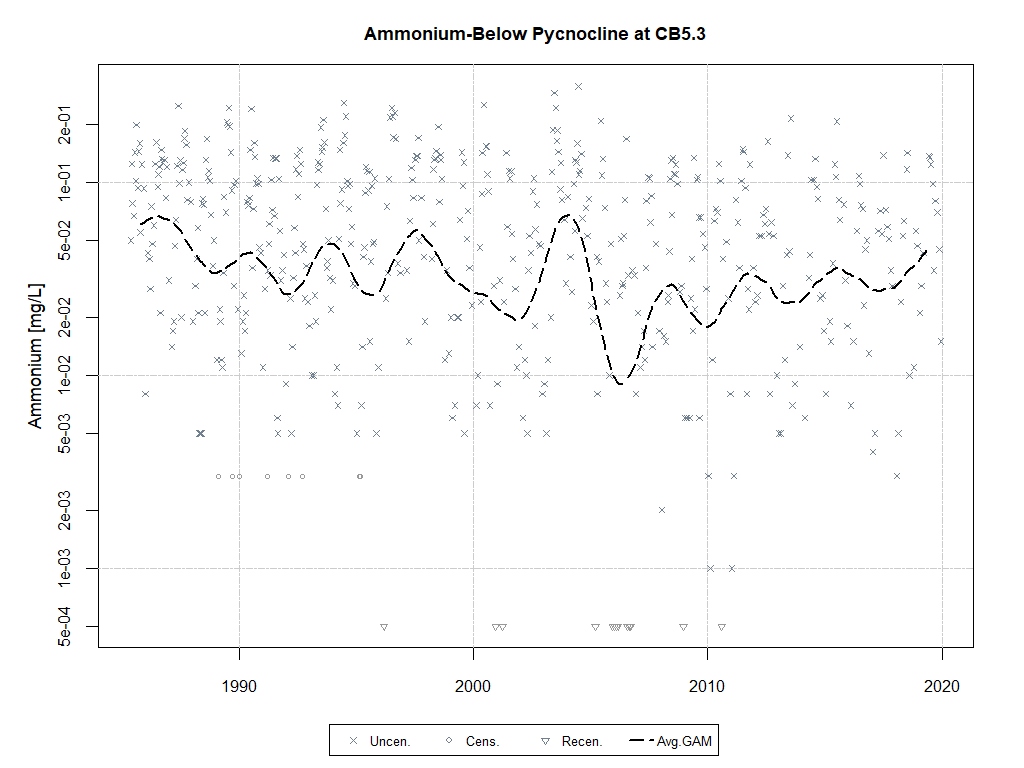 Ammonium-Below Pycnocline at CB5.3
Ammonium [mg/L]
2e-01
1e-01
5e-02
2e-02
1e-02
5e-03
2e-03
1e-03
5e-04
1990 2000 2010 2020
Uncen. Cens. Recen. Avg.GAM